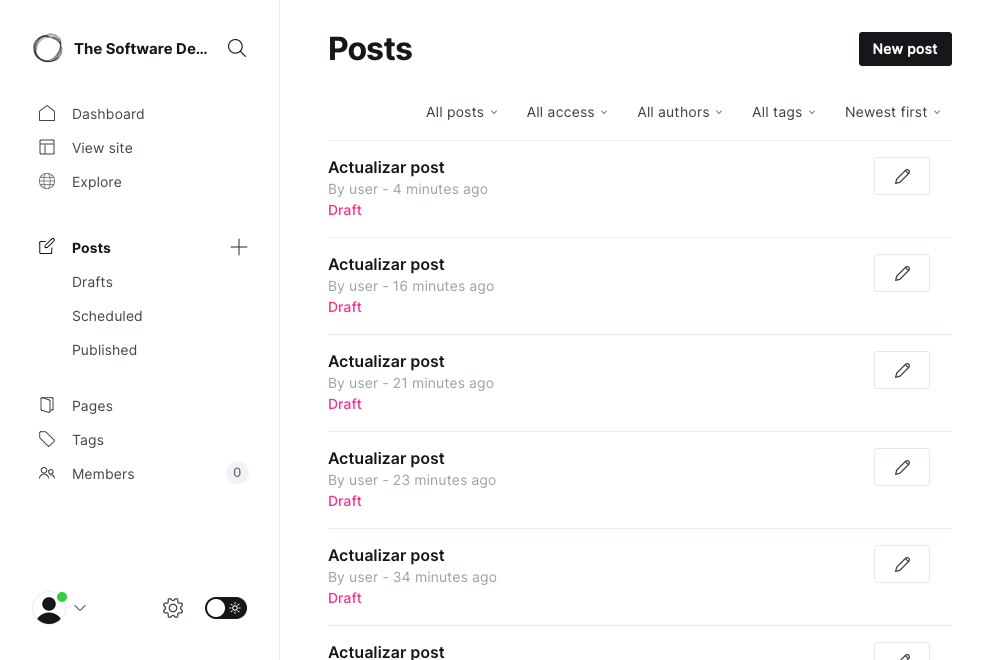 The Software De...
Dashboard
View site
Explore
Posts
Drafts
Scheduled
Published
Pages
Tags
Members 0
Posts
New post
All posts All access All authors All tags Newest first
Actualizar post
By user - 4 minutes ago
Draft
Actualizar post
By user - 16 minutes ago
Draft
Actualizar post
By user - 21 minutes ago
Draft
Actualizar post
By user - 23 minutes ago
Draft
Actualizar post
By user - 34 minutes ago
Draft
Actualizar post